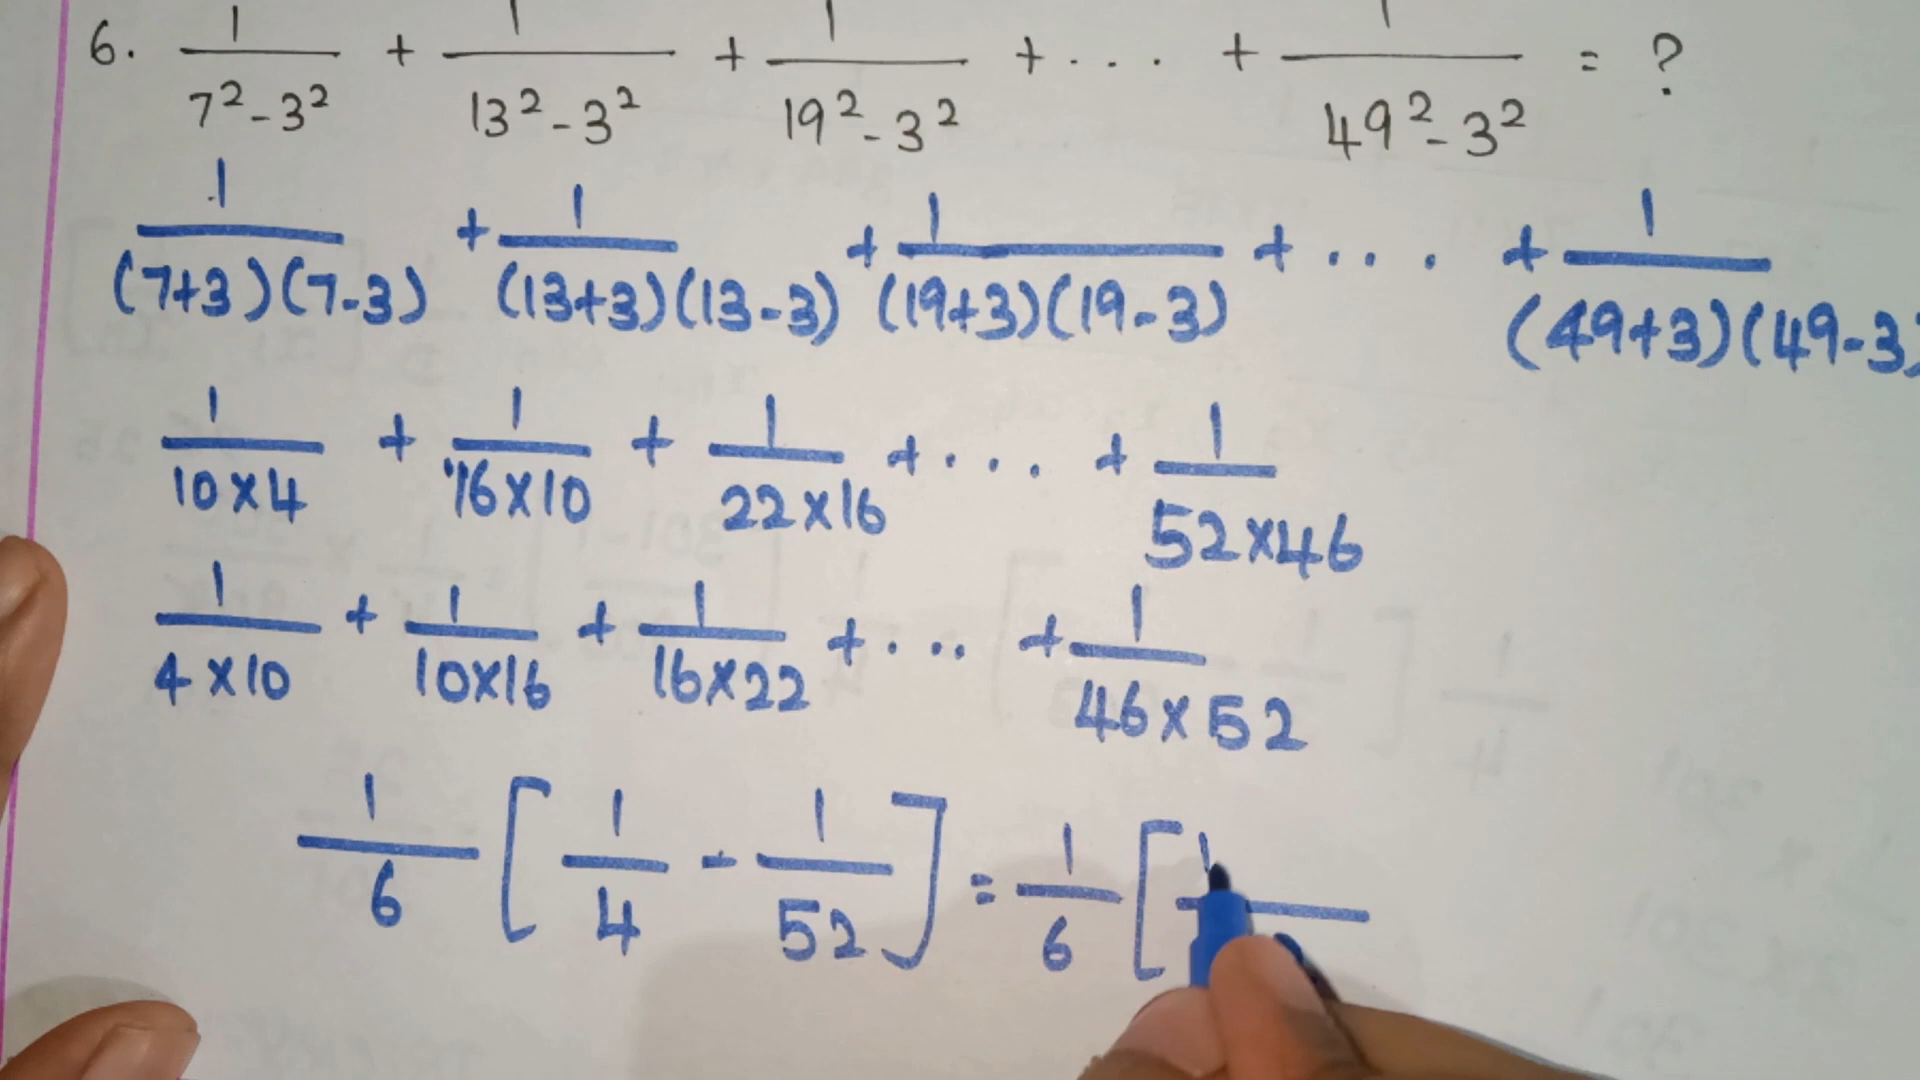 6. 1/(7²-3²) + 1/(13²-3²) + 1/(19²-3²) + ... + 1/(49²-3²) = ?
1/((7+3)(7-3)) + 1/((13+3)(13-3)) + 1/((19+3)(19-3)) + ... + 1/((49+3)(49-3)
1/(10×4) + 1/(16×10) + 1/(22×16) + ... + 1/(52×46)
1/(4×10) + 1/(10×16) + 1/(16×22) + ... + 1/(46×52)
1/6 [1/4 - 1/52] = 1/6 [1